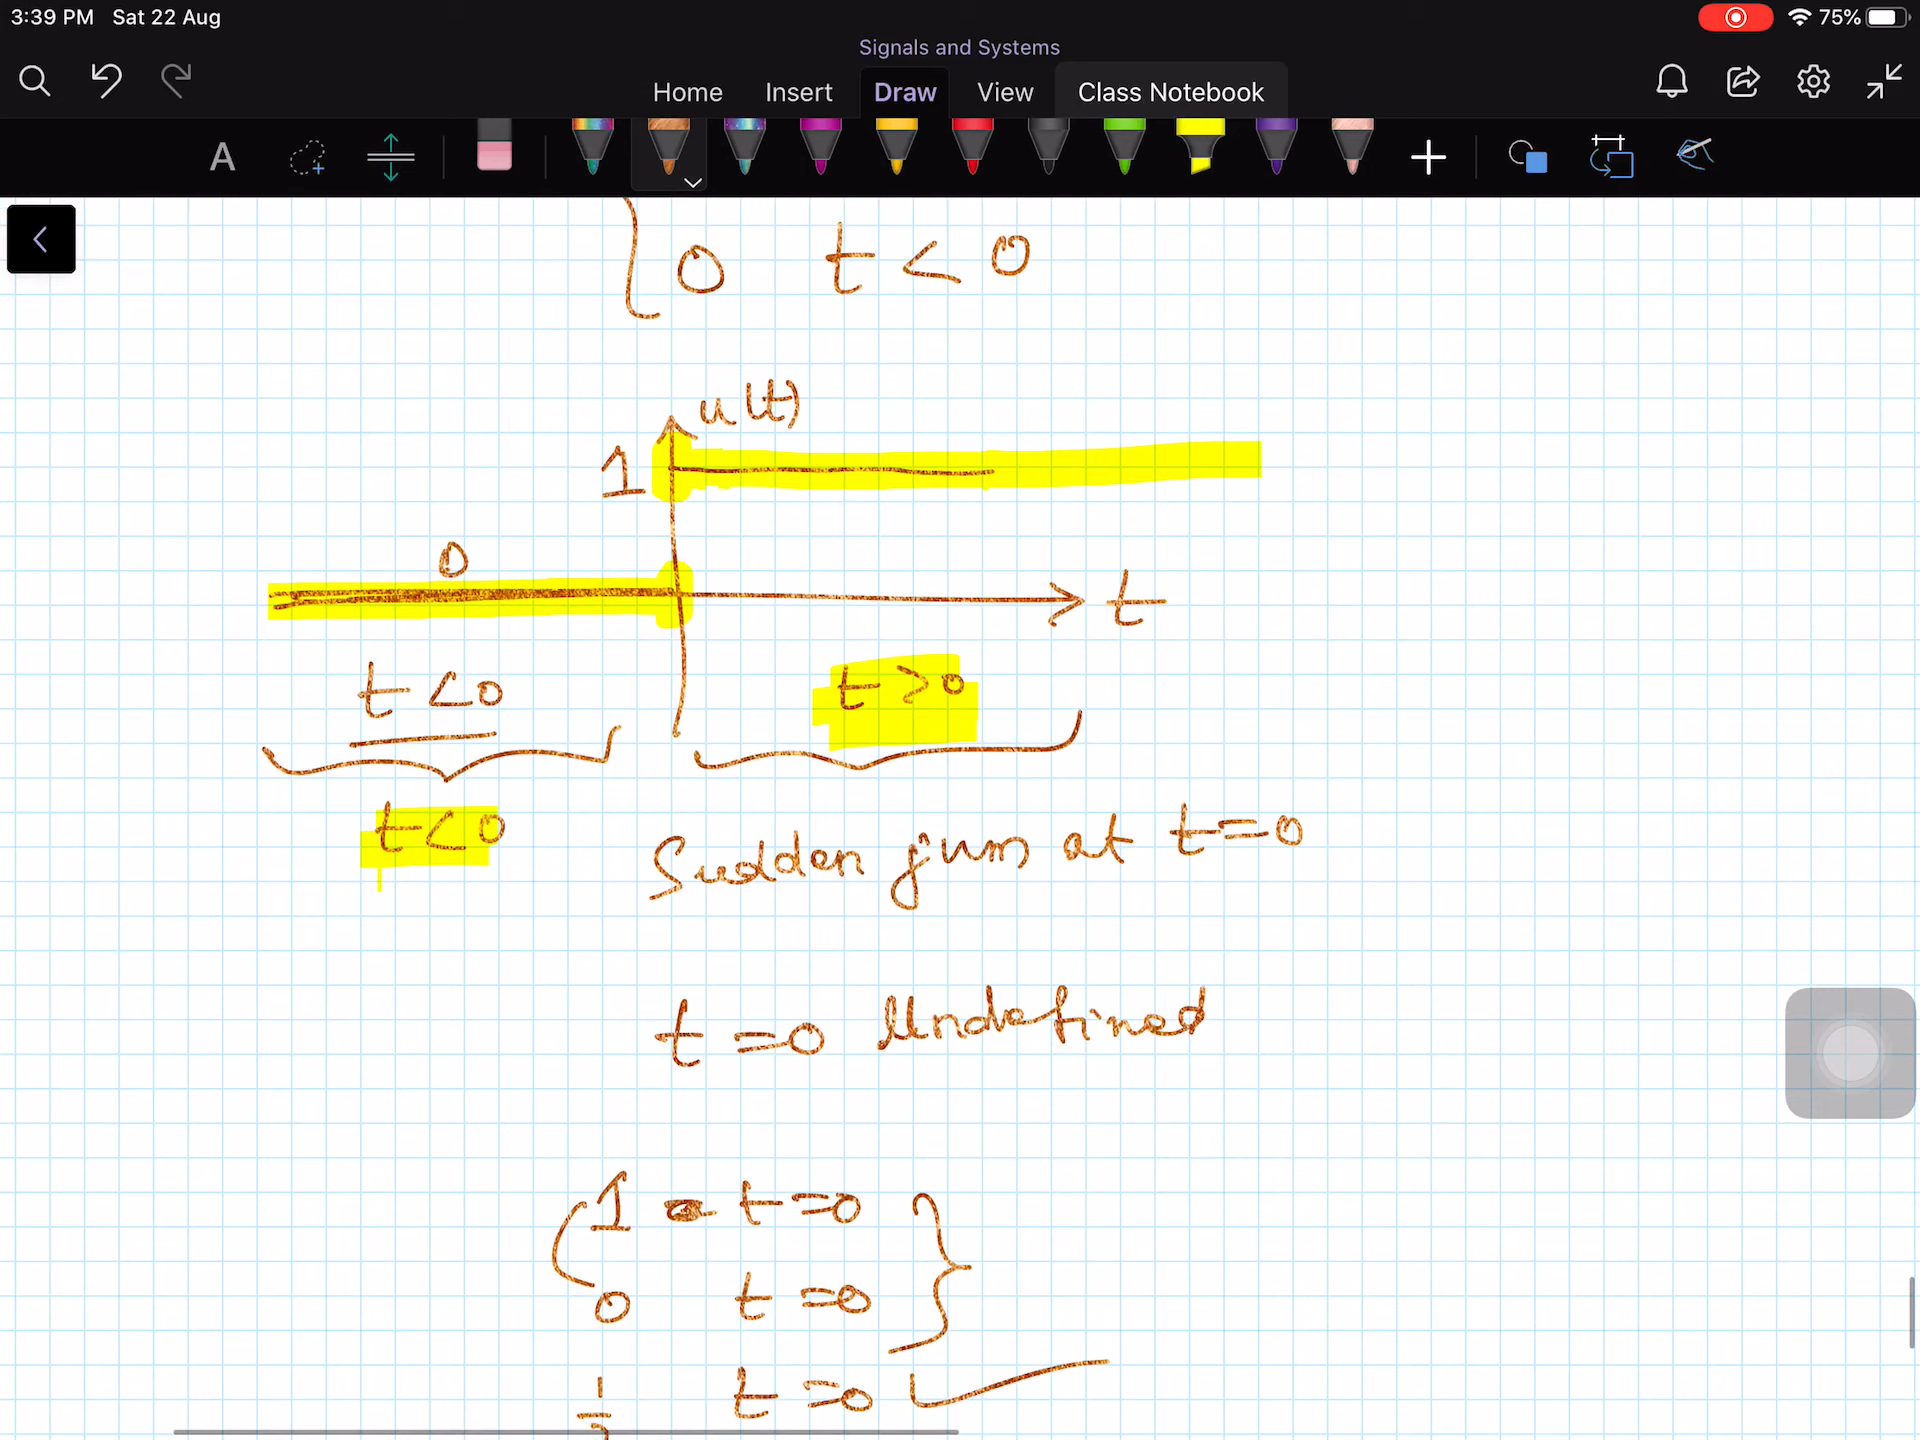 3:39 PM Sat 22 Aug
75%
Signals and Systems
Home Insert Draw View Class Notebook
A
0 t < 0
u(t)
1
0
t
t < 0
t > 0
t < 0
Sudden jum at t = 0
t = 0 Undefined
1 t = 0
0 t = 0
t = 0